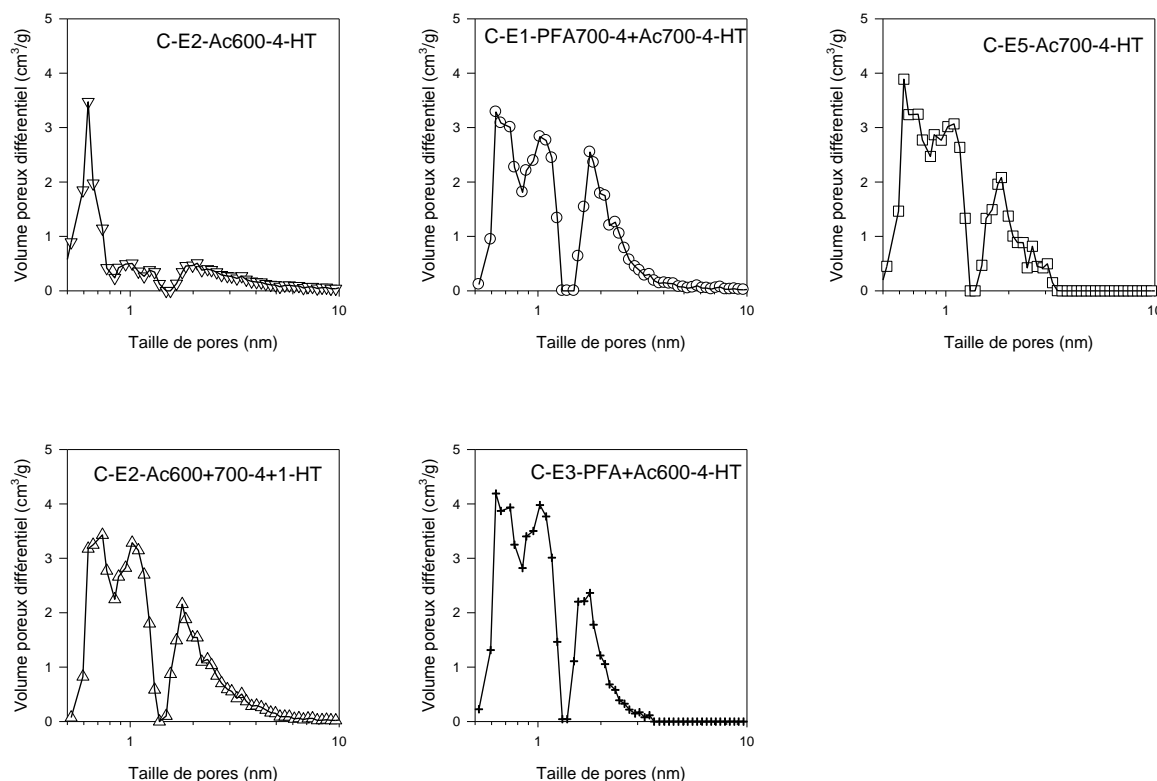 C-E2-Ac600-4-HT
Volume poreux différentiel (cm³/g)
5
4
3
2
1
0
1
10
Taille de pores (nm)
C-E1-PFA700-4+Ac700-4-HT
Volume poreux différentiel (cm³/g)
5
4
3
2
1
0
1
10
Taille de pores (nm)
C-E5-Ac700-4-HT
Volume poreux différentiel (cm³/g)
5
4
3
2
1
0
1
10
Taille de pores (nm)
C-E2-Ac600+700-4+1-HT
Volume poreux différentiel (cm³/g)
5
4
3
2
1
0
1
10
Taille de pores (nm)
C-E3-PFA+Ac600-4-HT
Volume poreux différentiel (cm³/g)
5
4
3
2
1
0
1
10
Taille de pores (nm)